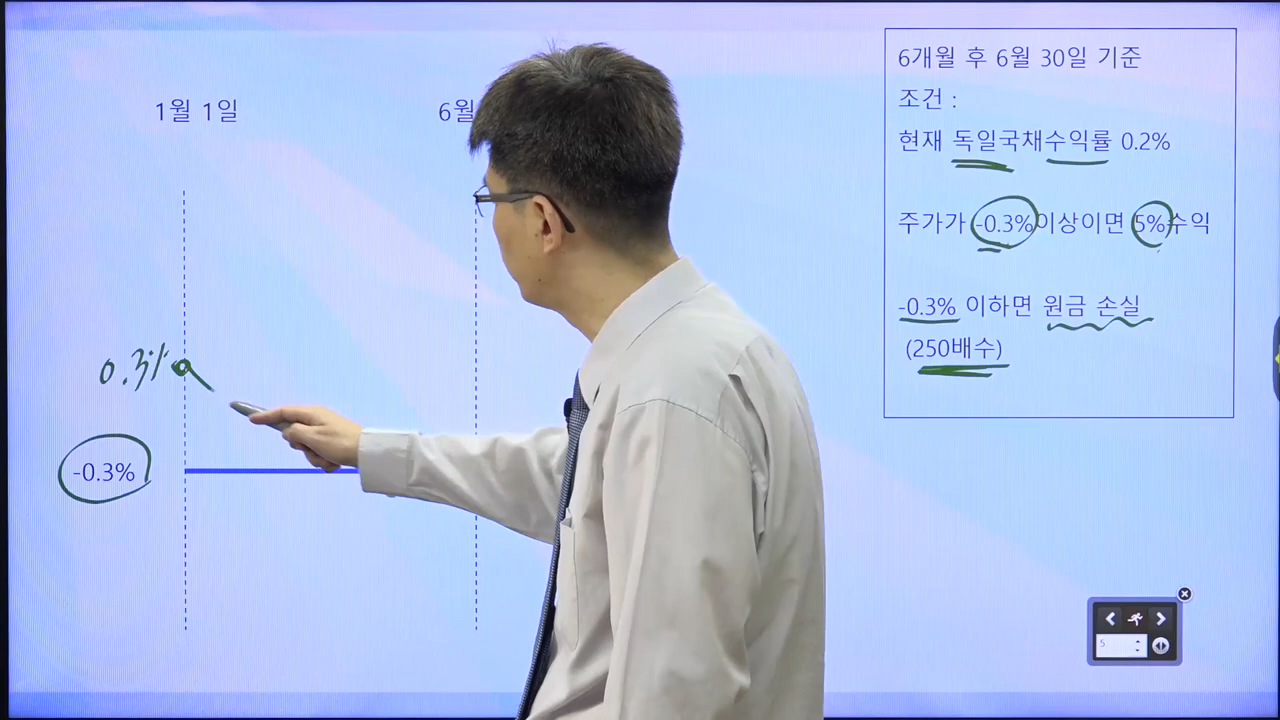 1월 1일
6월
0.3%
-0.3%
6개월 후 6월 30일 기준
조건 :
현재 독일국채수익률 0.2%
주가가 -0.3%이상이면 5%수익
-0.3% 이하면 원금 손실
(250배수)
5